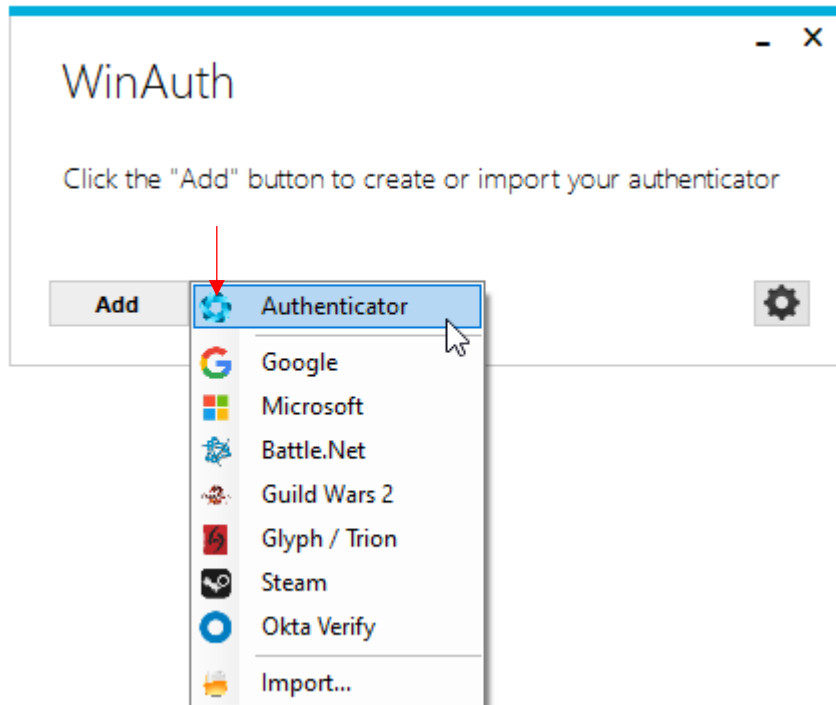 WinAuth
Click the "Add" button to create or import your authenticator
Add
Authenticator
Google
Microsoft
Battle.Net
Guild Wars 2
Glyph / Trion
Steam
Okta Verify
Import...